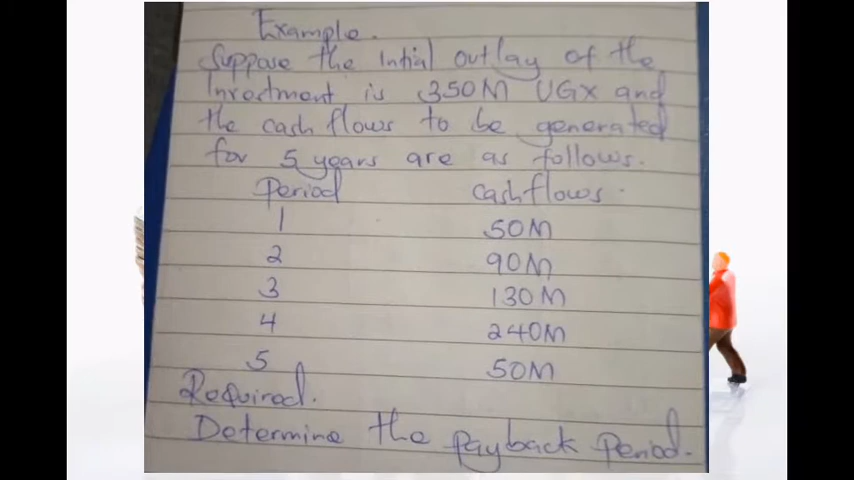 Example.
Suppose the Intial outlay of the
Investment is 350M UGX and
the cash flows to be generated
for 5 years are as follows.
Period cashflows.
1 50M
2 90M
3 130M
4 240M
5 50M
Required.
Determine the payback period.